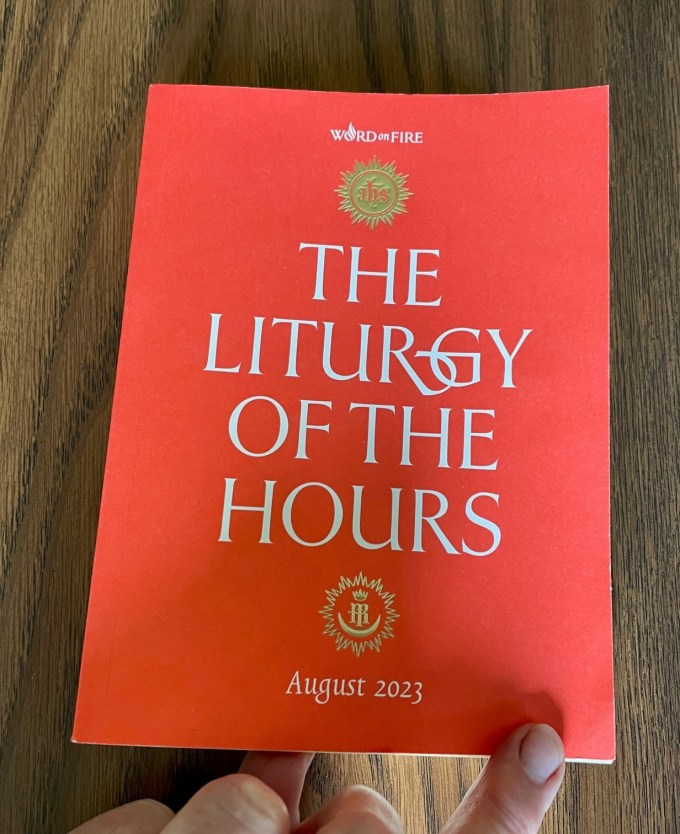 WORD on FIRE
ihs
THE
LITURGY
OF THE
HOURS
August 2023